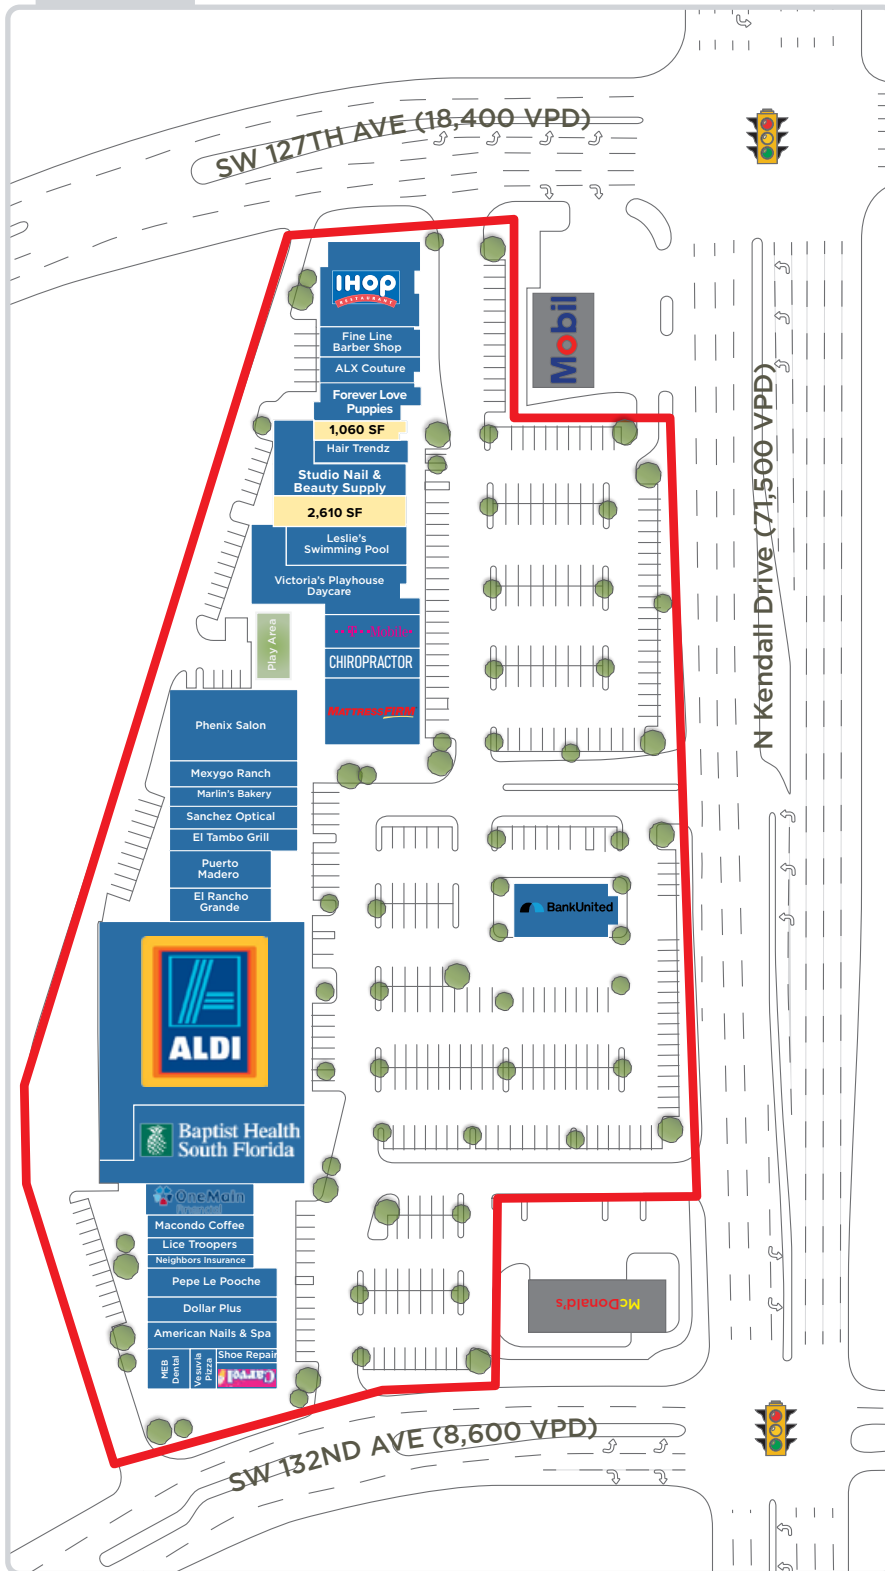 SW 127TH AVE (18,400 VPD)
IHOP
RESTAURANT
Mobil
Fine Line
Barber Shop
ALX Couture
Forever Love
Puppies
1,060 SF
Hair Trendz
Studio Nail &
Beauty Supply
2,610 SF
Leslie's
Swimming Pool
Victoria's Playhouse
Daycare
Play Area
T Mobile
CHIROPRACTOR
MATTRESSFIRM
N Kendall Drive (71,500 VPD)
Phenix Salon
Mexygo Ranch
Marlin's Bakery
Sanchez Optical
El Tambo Grill
Puerto
Madero
El Rancho
Grande
BankUnited
ALDI
Baptist Health
South Florida
OneMain
Financial
Macondo Coffee
Lice Troopers
Neighbors Insurance
Pepe Le Pooche
Dollar Plus
American Nails & Spa
MEB
Dental
Vesuvia
Pizza
Shoe Repair
Carvel
McDonald's
SW 132ND AVE (8,600 VPD)